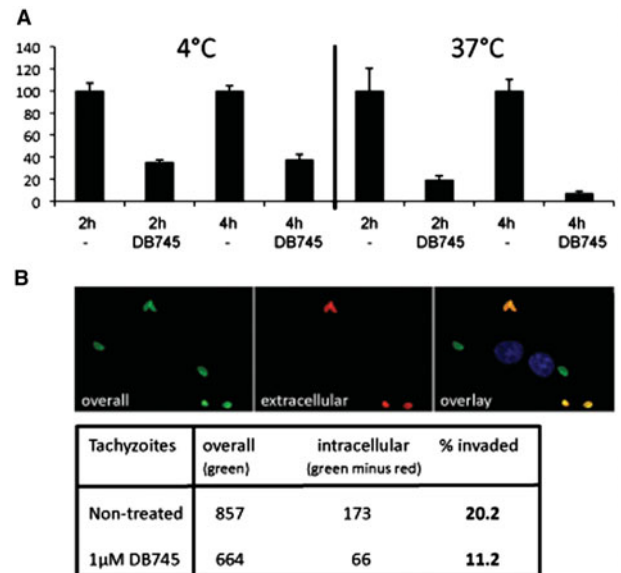 A
140
120
100
80
60
40
20
0
4°C
37°C
2h 2h 4h 4h 2h 2h 4h 4h
- DB745 - DB745 - DB745 - DB745
B
overall
extracellular
overlay
Tachyzoites overall intracellular % invaded
(green) (green minus red)
Non-treated 857 173 20.2
1µM DB745 664 66 11.2